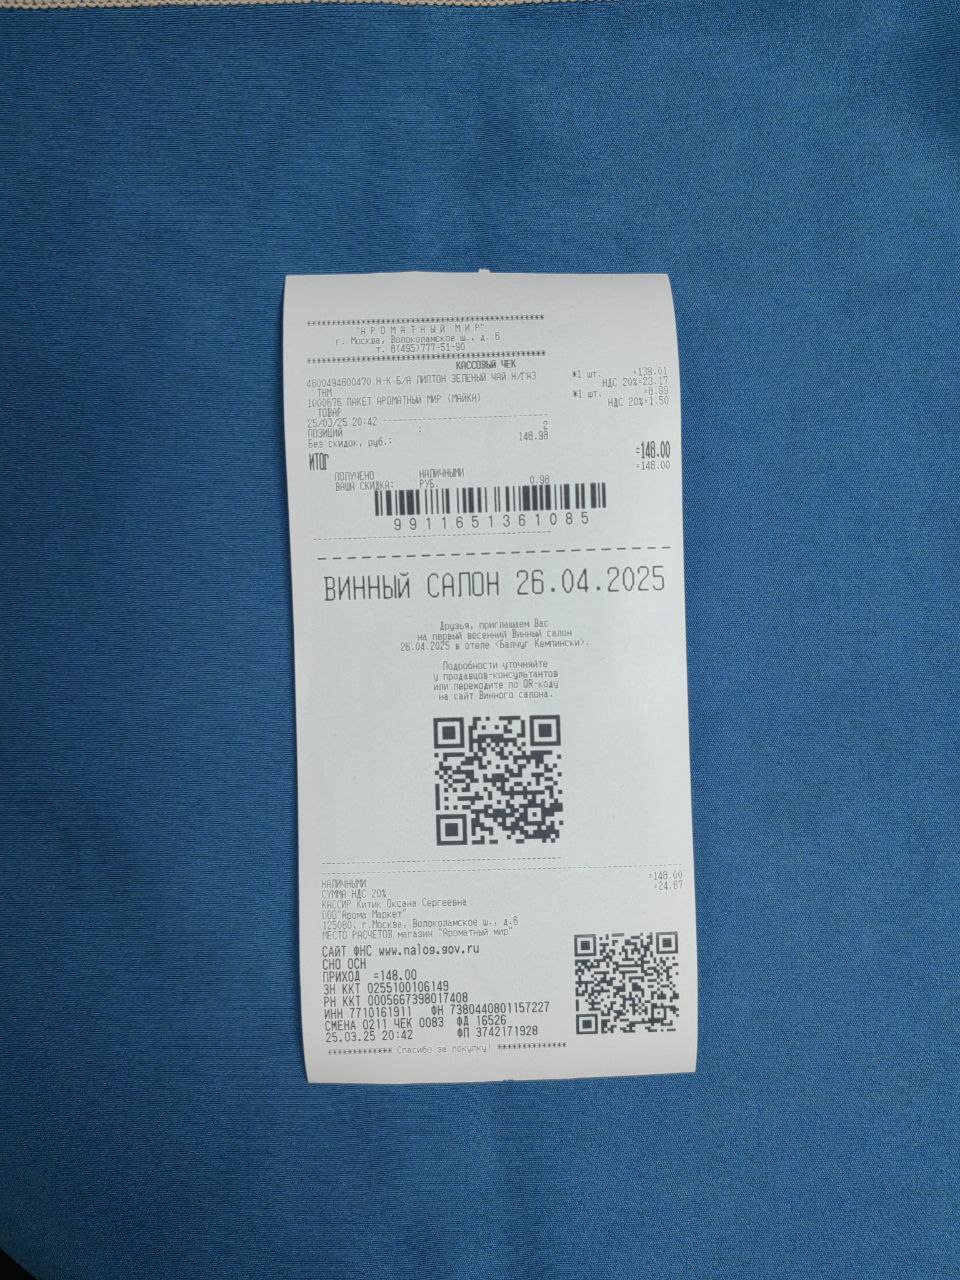 ********************************************
"А Р О М А Т Н Ы Й   М И Р"
г. Москва, Волоколамское ш., д. 6
т. 8(495)777-51-90
********************************************
КАССОВЫЙ ЧЕК
4600494600470 Н-К Б/А ЛИПТОН ЗЕЛЕНЫЙ ЧАЙ Н/ГАЗ *1 шт. =139.01
ТНМ НДС 20%=23.17
1000676 ПАКЕТ АРОМАТНЫЙ МИР (МАЙКА) *1 шт. =8.99
ТОВАР НДС 20%=1.50
25/03/25 20:42 ------------------------------
ПОЗИЦИЙ : 2
Без скидок, руб.: 148.98
ИТОГ =148.00
ПОЛУЧЕНО НАЛИЧНЫМИ =148.00
ВАША СКИДКА: РУБ. 0.98
9911651361085
ВИННЫЙ САЛОН 26.04.2025
Друзья, приглашаем Вас
на первый весенний Винный салон
26.04.2025 в отеле <Балчуг Кемпински>.
Подробности уточняйте
у продавцов-консультантов
или переходите по QR-коду
на сайт Винного салона.
НАЛИЧНЫМИ =148.00
СУММА НДС 20% =24.67
КАССИР Китик Оксана Сергеевна
ООО"Арома Маркет"
125080, г.Москва, Волоколамское ш., д.6
МЕСТО РАСЧЕТОВ магазин "Ароматный мир"
САЙТ ФНС www.nalog.gov.ru
СНО ОСН
ПРИХОД =148.00
ЗН ККТ 0255100106149
РН ККТ 0005667398017408
ИНН 7710161911 ФН 7380440801157227
СМЕНА 0211 ЧЕК 0083 ФД 16526
25.03.25 20:42 ФП 3742171928
************* Спасибо за покупку! **************